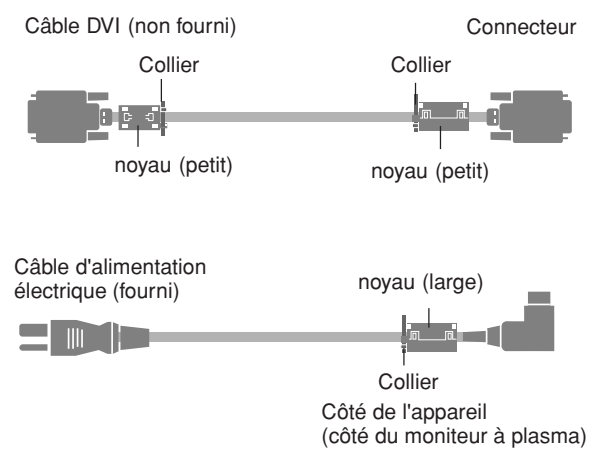 Câble DVI (non fourni)
Connecteur
Collier
Collier
noyau (petit)
noyau (petit)
Câble d'alimentation
électrique (fourni)
noyau (large)
Collier
Côté de l'appareil
(côté du moniteur à plasma)